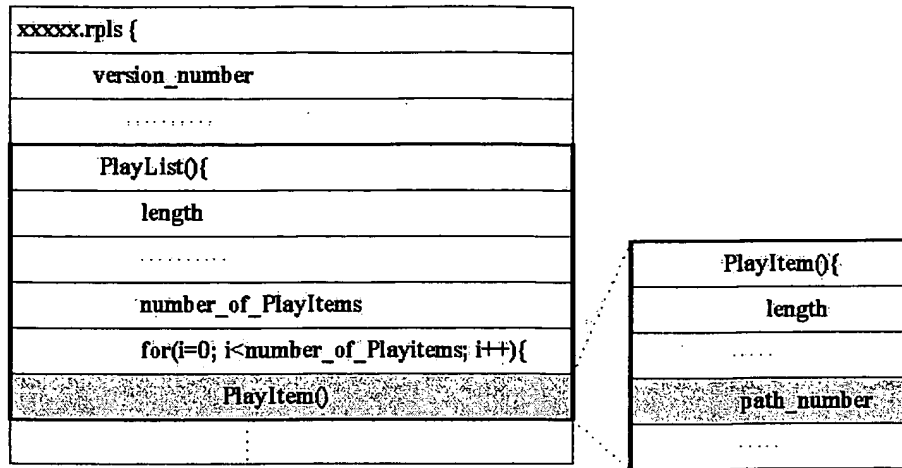 xxxxx.rpls {
version_number
..........
PlayList(){
length
..........
number_of_PlayItems
for(i=0; i<number_of_Playitems; i++){
PlayItem()
PlayItem(){
length
.....
path_number
.....